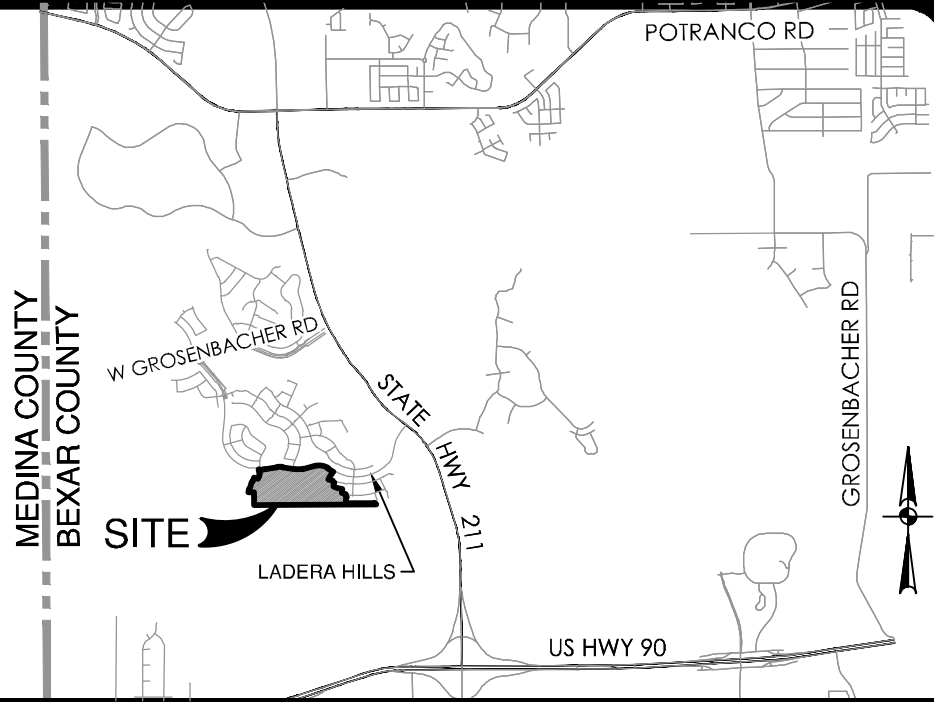 POTRANCO RD
MEDINA COUNTY
BEXAR COUNTY
W GROSENBACHER RD
GROSENBACHER RD
STATE HWY 211
SITE
LADERA HILLS
US HWY 90